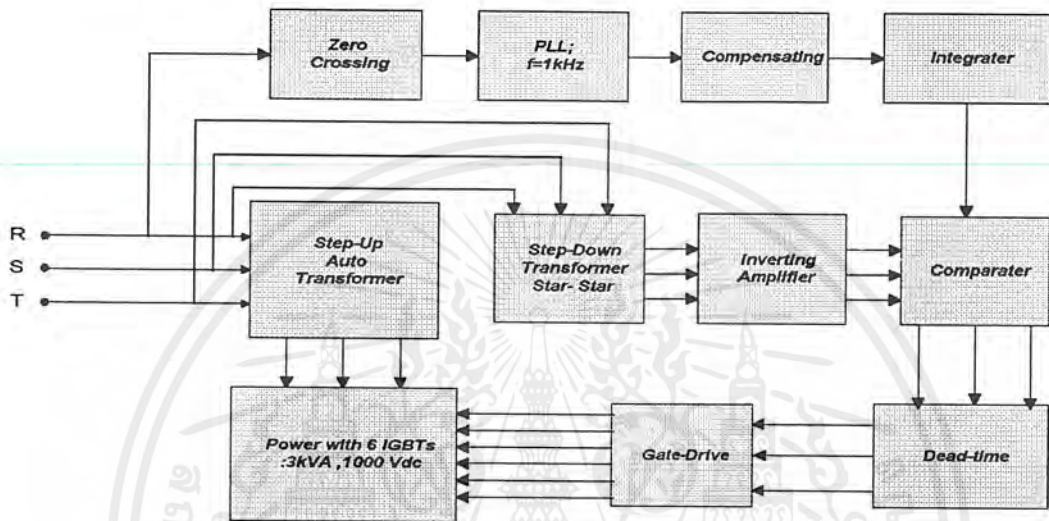 Zero
Crossing
PLL;
f=1kHz
Compensating
Integrater
R
S
T
Step-Up
Auto
Transformer
Step-Down
Transformer
Star- Star
Inverting
Amplifier
Comparater
Power with 6 IGBTs
:3kVA ,1000 Vdc
Gate-Drive
Dead-time